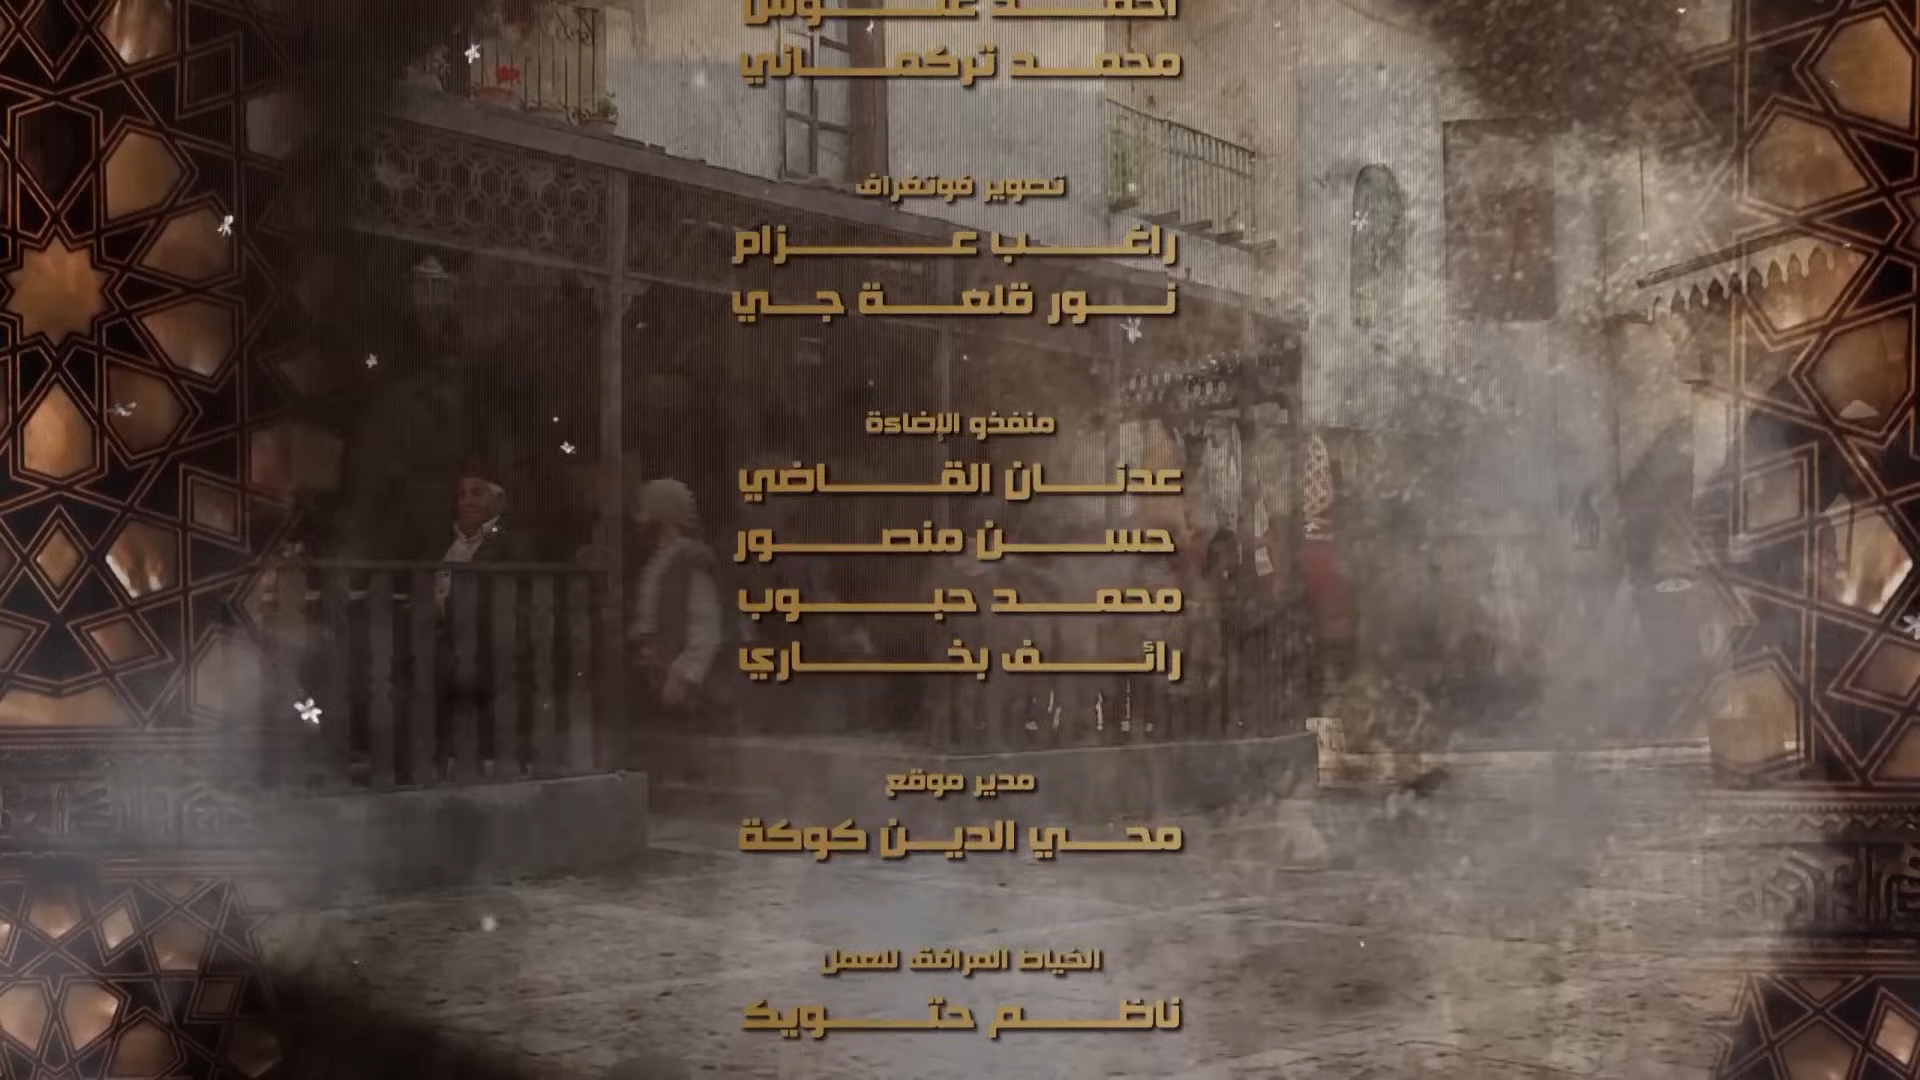 محمد تركماني
تصوير فوتغراف
راغب عزام
نور قلعة جي
منفذو الإضاءة
عدنان القاضي
حسن منصور
محمد حبوب
رائف بخاري
مدير موقع
محي الدين كوكة
الخياط المرافق للعمل
ناظم حتويك